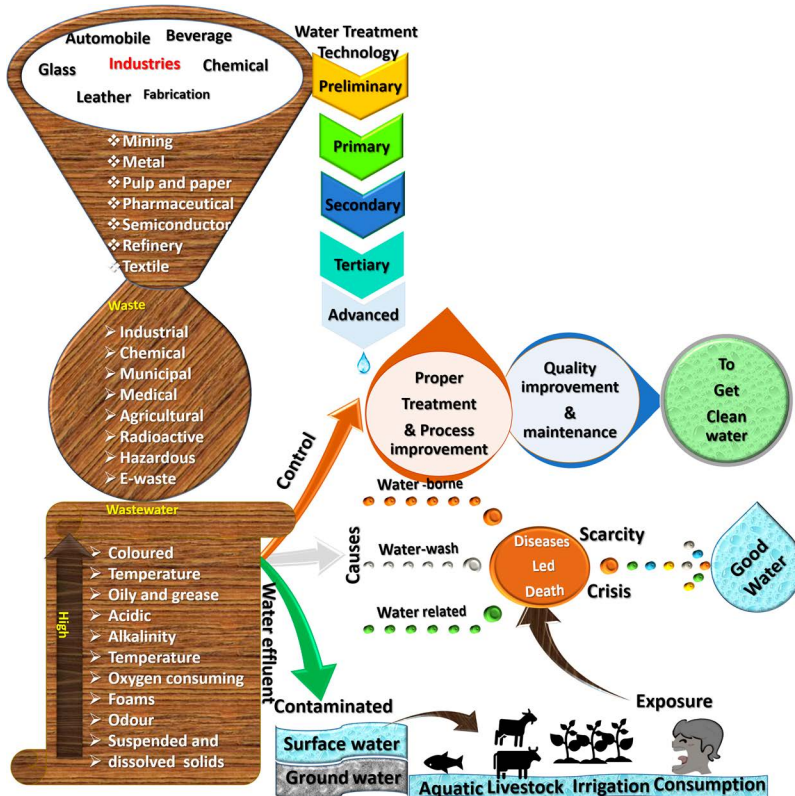 Automobile
Beverage
Glass
Industries
Chemical
Leather
Fabrication
Mining
Metal
Pulp and paper
Pharmaceutical
Semiconductor
Refinery
Textile
Waste
Industrial
Chemical
Municipal
Medical
Agricultural
Radioactive
Hazardous
E-waste
Wastewater
High
Coloured
Temperature
Oily and grease
Acidic
Alkalinity
Temperature
Oxygen consuming
Foams
Odour
Suspended and
dissolved solids
Water Treatment
Technology
Preliminary
Primary
Secondary
Tertiary
Advanced
Control
Proper
Treatment
& Process
improvement
Quality
improvement
&
maintenance
To
Get
Clean
water
Causes
Water -borne
Water-wash
Water related
Diseases
Led
Death
Scarcity
Crisis
Good
Water
Water effluent
Contaminated
Surface water
Ground water
Exposure
Aquatic
Livestock
Irrigation
Consumption